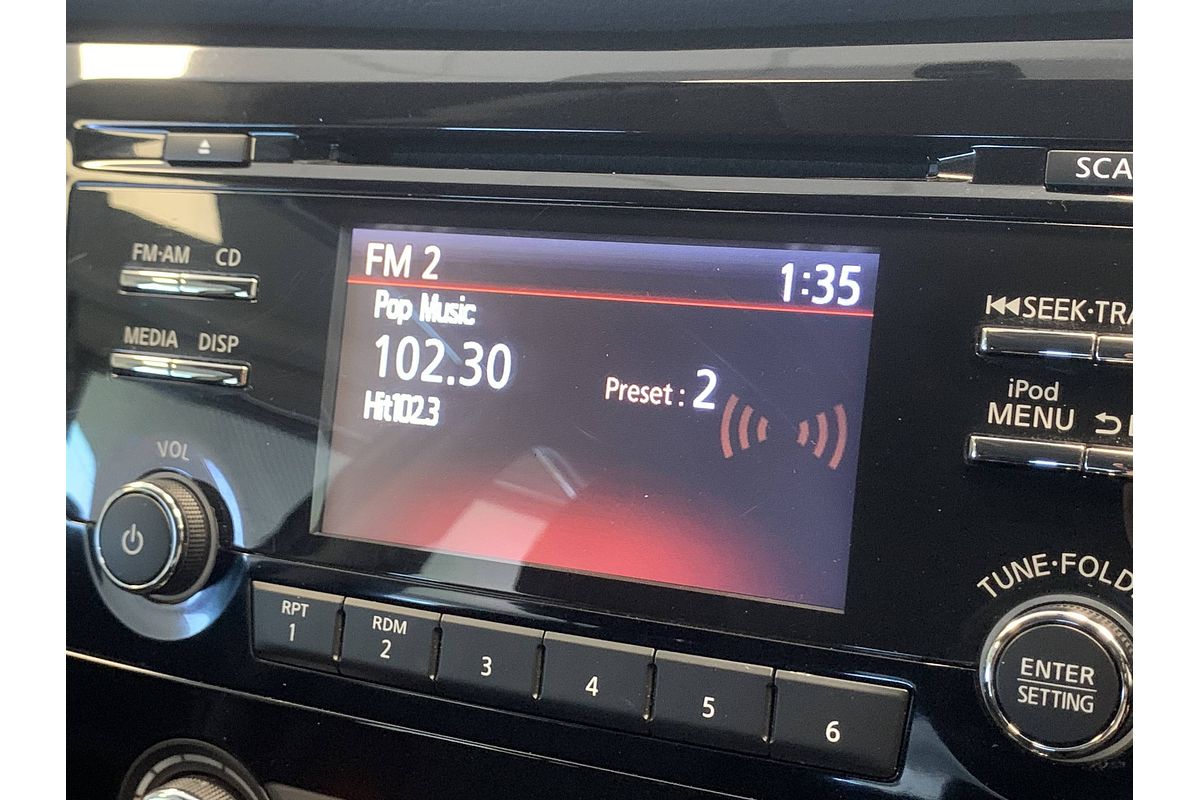 SCA
FM·AM CD
MEDIA DISP
VOL
FM 2 1:35
Pop Music
102.30
Preset : 2
Hit102.3
SEEK·TRA
iPod
MENU
TUNE·FOLD
ENTER
SETTING
RPT
1
RDM
2
3
4
5
6